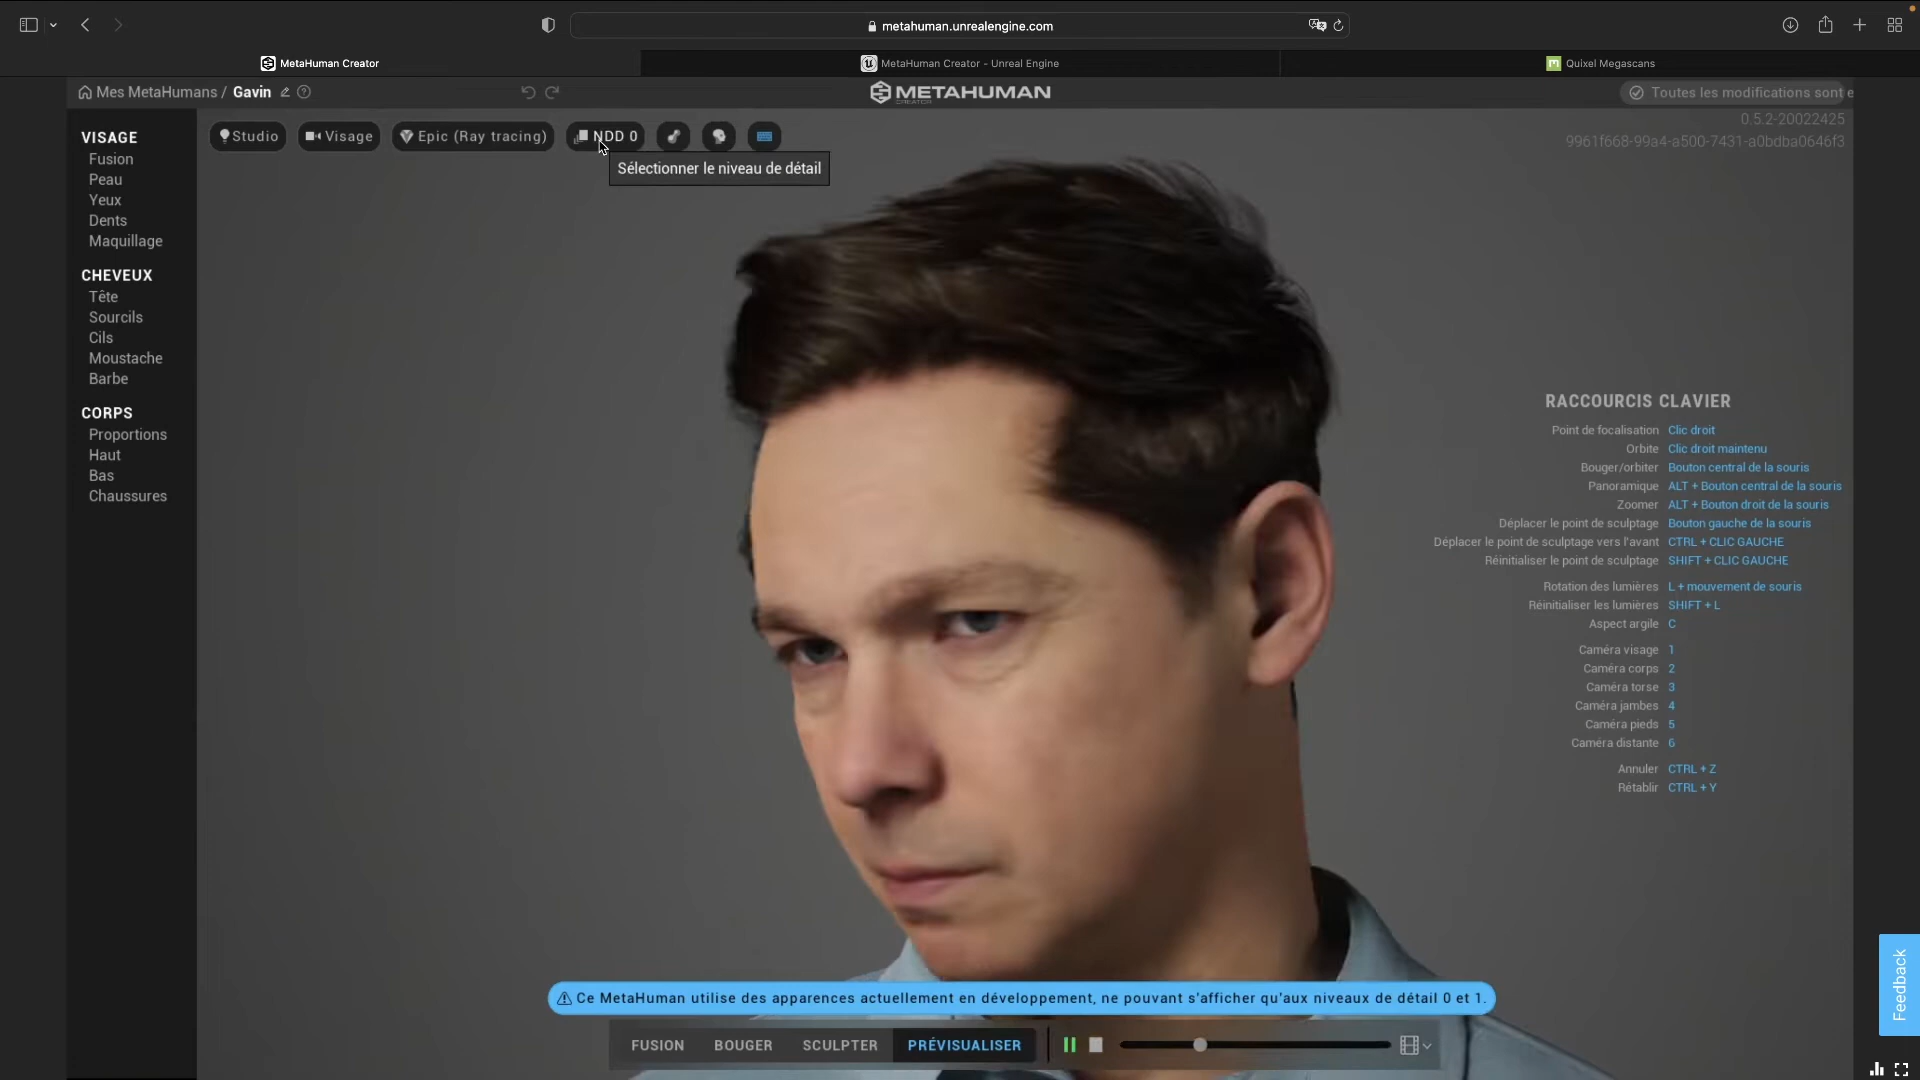 metahuman.unrealengine.com
MetaHuman Creator
MetaHuman Creator - Unreal Engine
Quixel Megascans
Mes MetaHumans / Gavin
METAHUMAN
CREATOR
Toutes les modifications sont e
0.5.2-20022425
9961f668-99a4-a500-7431-a0bdba0646f3
Studio
Visage
Epic (Ray tracing)
NDD 0
Sélectionner le niveau de détail
VISAGE
Fusion
Peau
Yeux
Dents
Maquillage
CHEVEUX
Tête
Sourcils
Cils
Moustache
Barbe
CORPS
Proportions
Haut
Bas
Chaussures
RACCOURCIS CLAVIER
Point de focalisation Clic droit
Orbite Clic droit maintenu
Bouger/orbiter Bouton central de la souris
Panoramique ALT + Bouton central de la souris
Zoomer ALT + Bouton droit de la souris
Déplacer le point de sculptage Bouton gauche de la souris
Déplacer le point de sculptage vers l'avant CTRL + CLIC GAUCHE
Réinitialiser le point de sculptage SHIFT + CLIC GAUCHE
Rotation des lumières L + mouvement de souris
Réinitialiser les lumières SHIFT + L
Aspect argile C
Caméra visage 1
Caméra corps 2
Caméra torse 3
Caméra jambes 4
Caméra pieds 5
Caméra distante 6
Annuler CTRL + Z
Rétablir CTRL + Y
Feedback
Ce MetaHuman utilise des apparences actuellement en développement, ne pouvant s'afficher qu'aux niveaux de détail 0 et 1.
FUSION
BOUGER
SCULPTER
PRÉVISUALISER